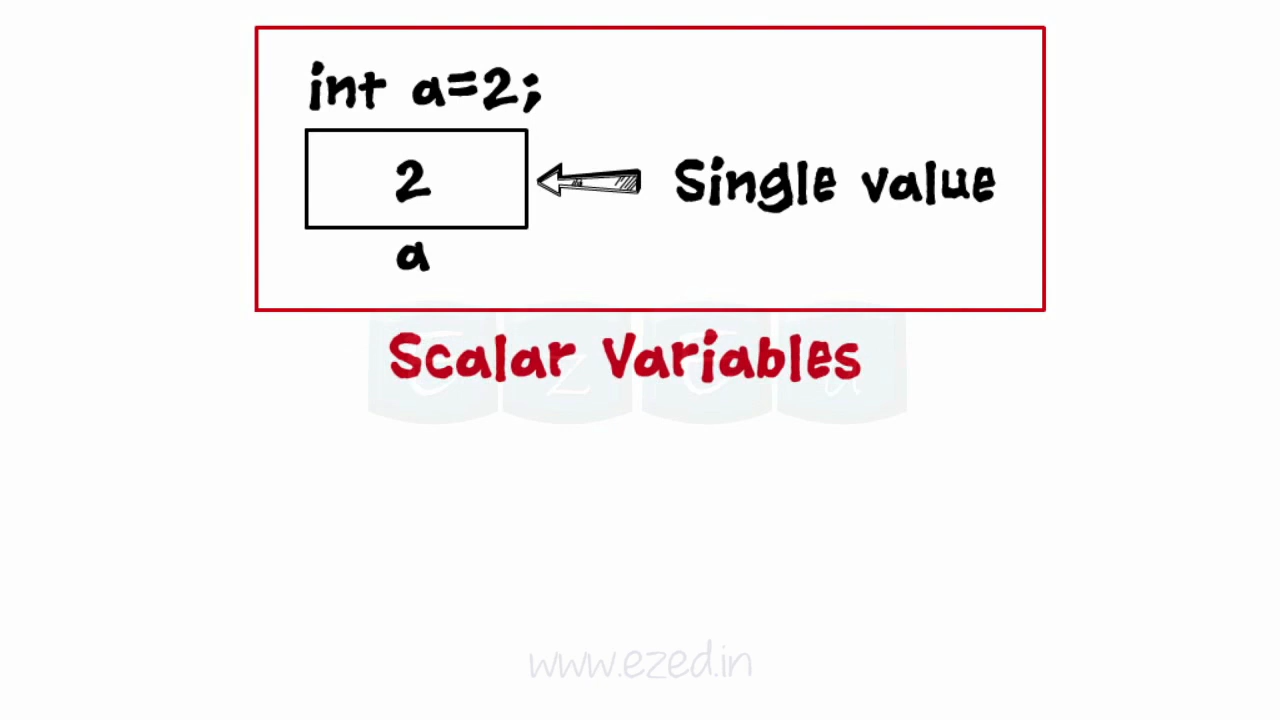 int a=2;
2
Single value
a
Scalar Variables
www.ezed.in